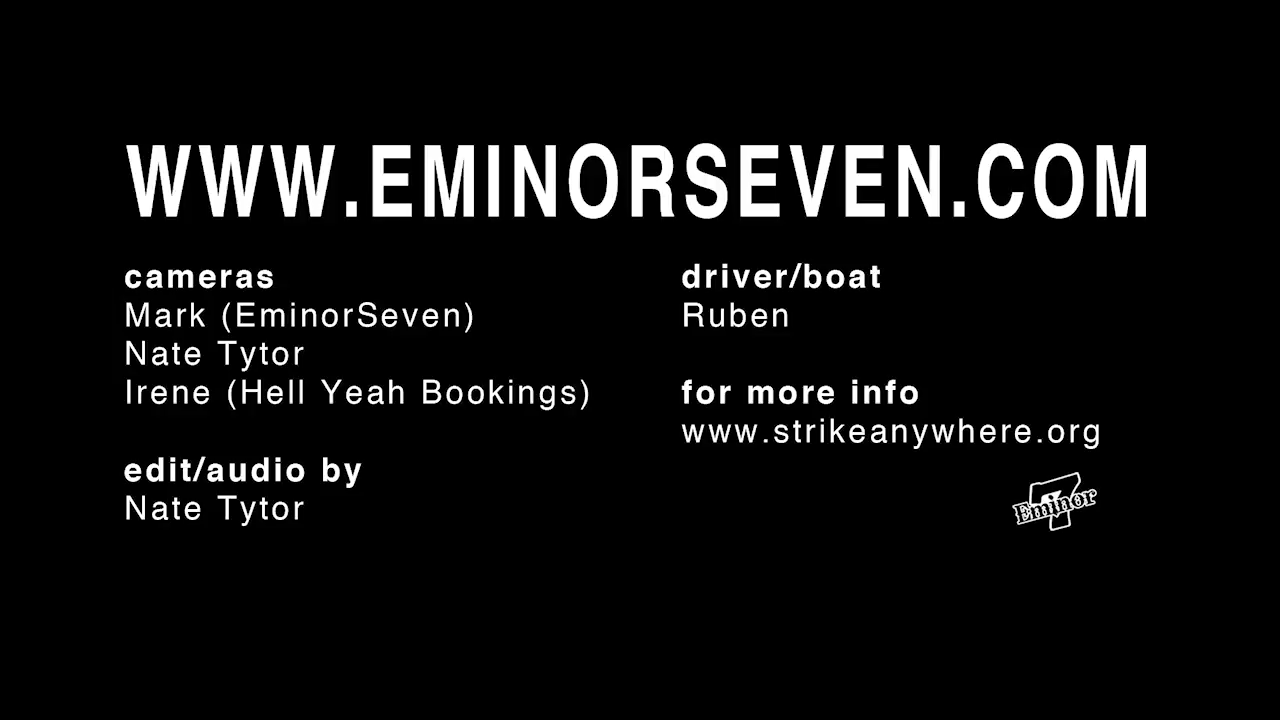 WWW.EMINORSEVEN.COM
cameras
Mark (EminorSeven)
Nate Tytor
Irene (Hell Yeah Bookings)
edit/audio by
Nate Tytor
driver/boat
Ruben
for more info
www.strikeanywhere.org
Eminor 7